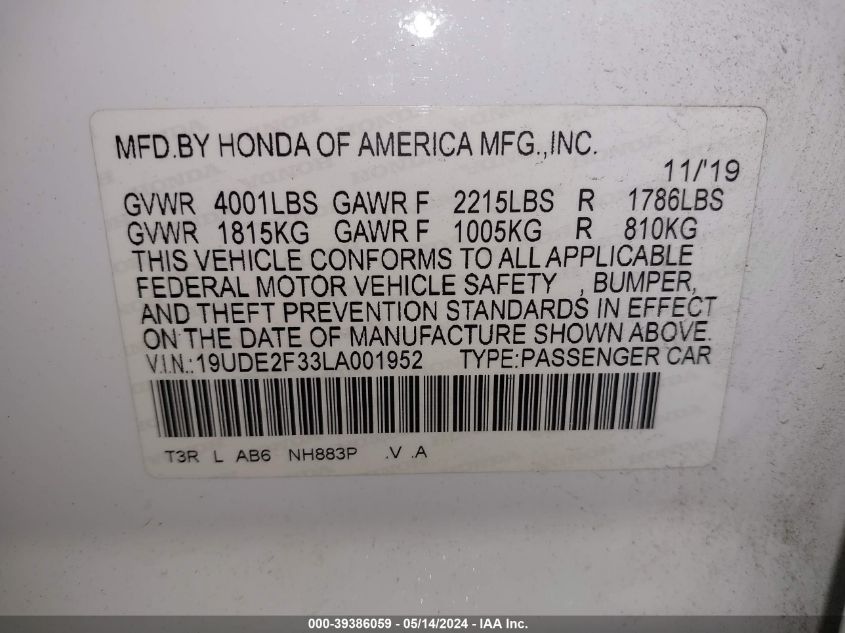 MFD.BY HONDA OF AMERICA MFG.,INC.
11/'19
GVWR 4001LBS GAWR F 2215LBS R 1786LBS
GVWR 1815KG GAWR F 1005KG R 810KG
THIS VEHICLE CONFORMS TO ALL APPLICABLE
FEDERAL MOTOR VEHICLE SAFETY , BUMPER,
AND THEFT PREVENTION STANDARDS IN EFFECT
ON THE DATE OF MANUFACTURE SHOWN ABOVE.
V.I.N.:19UDE2F33LA001952 TYPE:PASSENGER CAR
T3R L AB6 NH883P .V .A
000-39386059 / 05/14/2024 - IAA Inc.